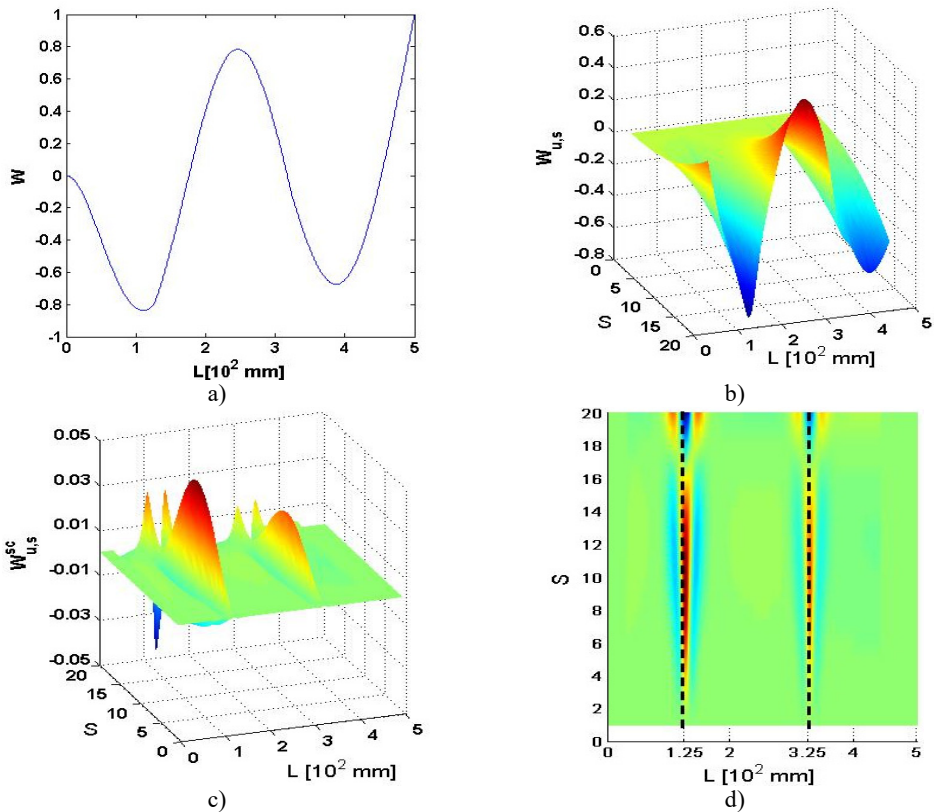 1
0.8
0.6
0.4
0.2
0
-0.2
-0.4
-0.6
-0.8
-1
W
0 1 2 3 4 5
L[10² mm]
a)
0.6
0.4
0.2
0
-0.2
-0.4
-0.6
-0.8
W_{u,s}
0 5 10 15 20
S
0 1 2 3 4 5
L [10² mm]
b)
0.05
0.03
0.01
-0.01
-0.03
-0.05
W^{sc}_{u,s}
20 15 10 5 0
S
0 1 2 3 4 5
L [10² mm]
c)
20
18
16
14
12
10
8
6
4
2
0
S
0 1.25 2 3.25 4 5
L [10² mm]
d)